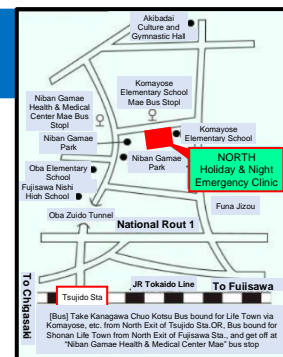 Akibadai
Culture and
Gymnastic Hall
Komayose
Elementary School
Mae Bus Stopl
Niban Gamae
Health & Medical
Center Mae Bus
Stopl
Komayose
Elementary School
Niban Gamae
Park
NORTH
Holiday & Night
Emergency Clinic
Niban Gamae
Park
Oba Elementary
School
Fujisawa Nishi
High School
Funa Jizou
Oba Zuido Tunnel
National Route 1
To Chigasaki
JR Tokaido Line
To Fujisawa
Tsujido Sta
[Bus] Take Kanagawa Chuo Kotsu Bus bound for Life Town via
Komayose, etc. from North Exit of Tsujido Sta.OR, Bus bound for
Shonan Life Town from North Exit of Fujisawa Sta., and get off at
"Niban Gamae Health & Medical Center Mae" bus stop